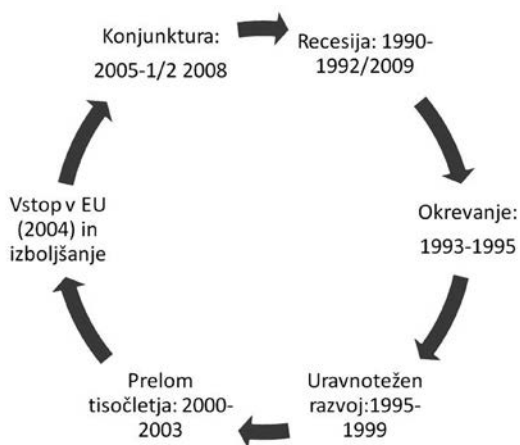 Konjunktura:
2005-1/2 2008
Recesija: 1990-
1992/2009
Okrevanje:
1993-1995
Uravnotežen
razvoj:1995-
1999
Prelom
tisočletja: 2000-
2003
Vstop v EU
(2004) in
izboljšanje